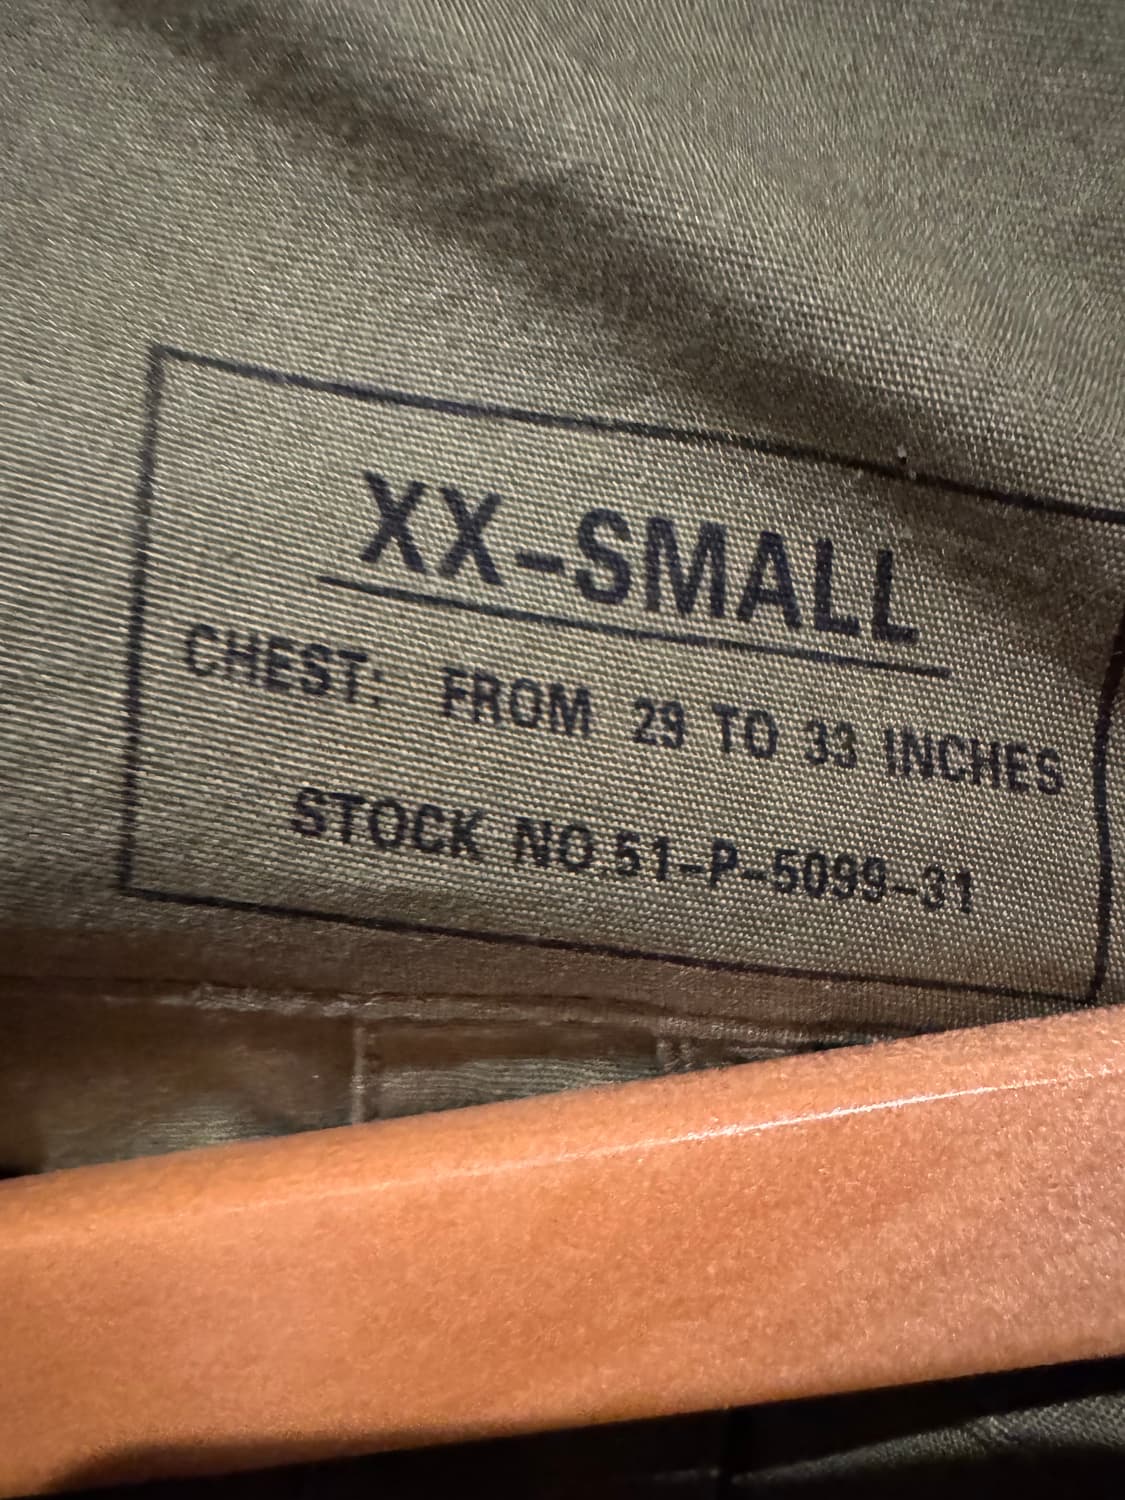 XX-SMALL
CHEST: FROM 29 TO 33 INCHES
STOCK NO.51-P-5099-31